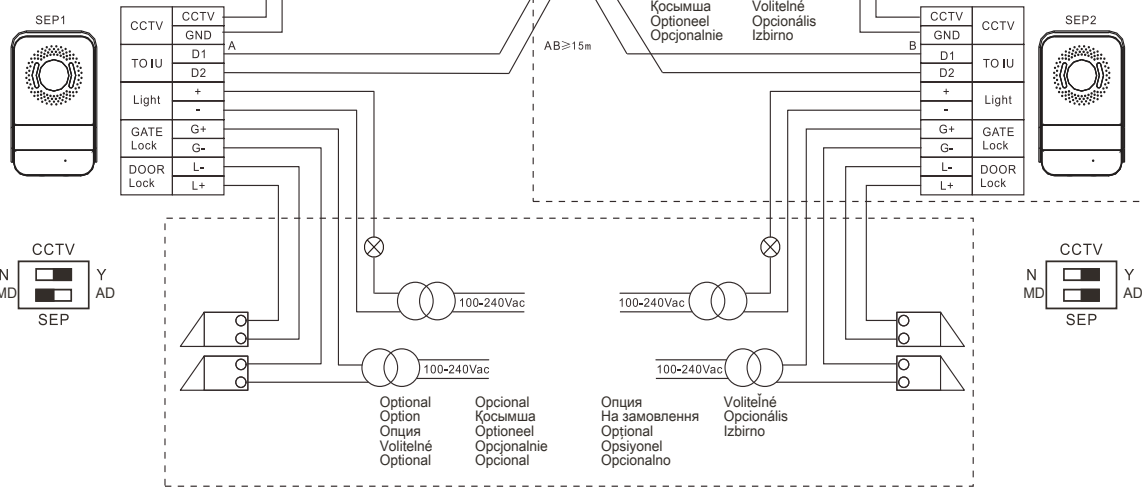 Қосымша
Optioneel
Opcjonalnie
Volitelné
Opcionális
Izbirno
SEP1
CCTV
CCTV
GND
TO IU
D1
D2
A
Light
+
-
GATE
Lock
G+
G-
DOOR
Lock
L-
L+
AB≥15m
B
CCTV
GND
CCTV
D1
D2
TO IU
+
-
Light
G+
G-
GATE
Lock
L-
L+
DOOR
Lock
SEP2
CCTV
N Y
MD AD
SEP
CCTV
N Y
MD AD
SEP
100-240Vac
100-240Vac
100-240Vac
100-240Vac
Optional
Option
Опция
Volitelné
Optional
Opcional
Қосымша
Optioneel
Opcjonalnie
Opcional
Опция
На замовлення
Opțional
Opsiyonel
Opcionalno
Voliteľné
Opcionális
Izbirno